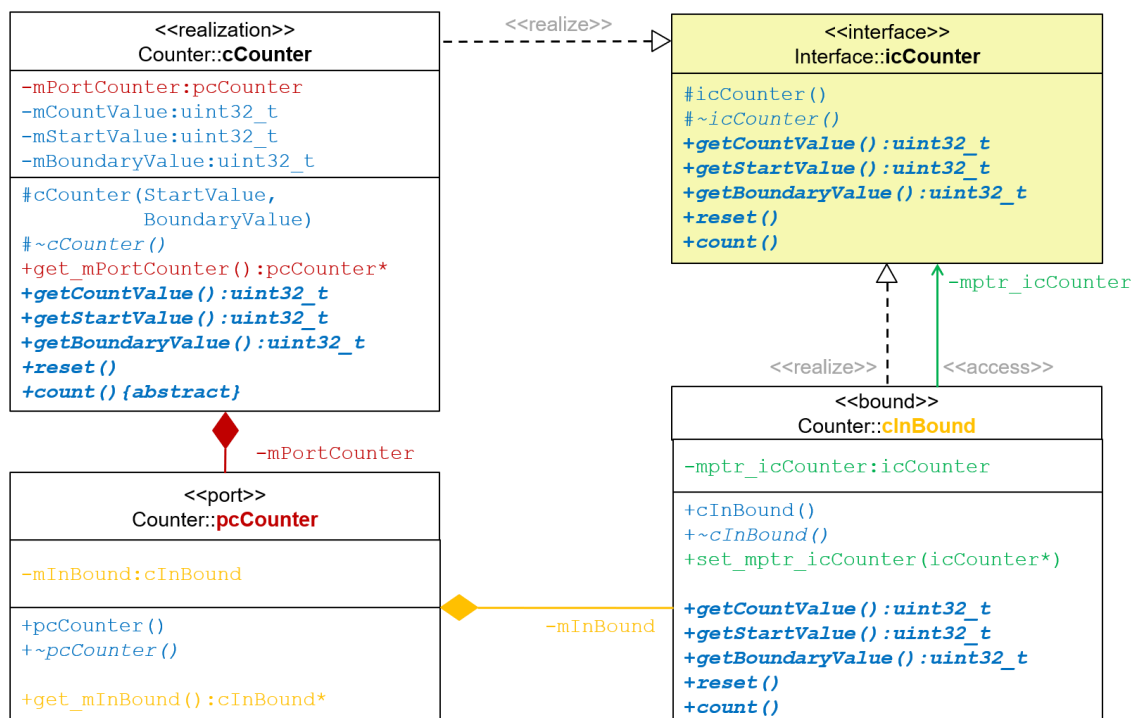 <<realization>>
Counter::cCounter
-mPortCounter:pcCounter
-mCountValue:uint32_t
-mStartValue:uint32_t
-mBoundaryValue:uint32_t
#cCounter(StartValue,
BoundaryValue)
#~cCounter()
+get_mPortCounter():pcCounter*
+getCountValue():uint32_t
+getStartValue():uint32_t
+getBoundaryValue():uint32_t
+reset()
+count(){abstract}
<<realize>>
<<interface>>
Interface::icCounter
#icCounter()
#~icCounter()
+getCountValue():uint32_t
+getStartValue():uint32_t
+getBoundaryValue():uint32_t
+reset()
+count()
-mptr_icCounter
<<realize>>
<<access>>
-mPortCounter
<<port>>
Counter::pcCounter
-mInBound:cInBound
+pcCounter()
+~pcCounter()
+get_mInBound():cInBound*
-mInBound
<<bound>>
Counter::cInBound
-mptr_icCounter:icCounter
+cInBound()
+~cInBound()
+set_mptr_icCounter(icCounter*)
+getCountValue():uint32_t
+getStartValue():uint32_t
+getBoundaryValue():uint32_t
+reset()
+count()